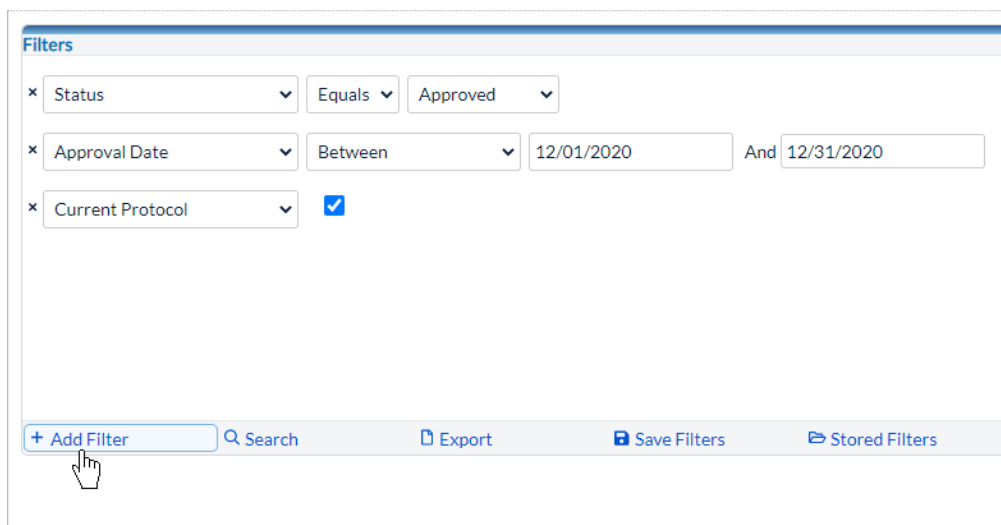 Filters
× Status Equals Approved
× Approval Date Between 12/01/2020 And 12/31/2020
× Current Protocol
+ Add Filter Search Export Save Filters Stored Filters